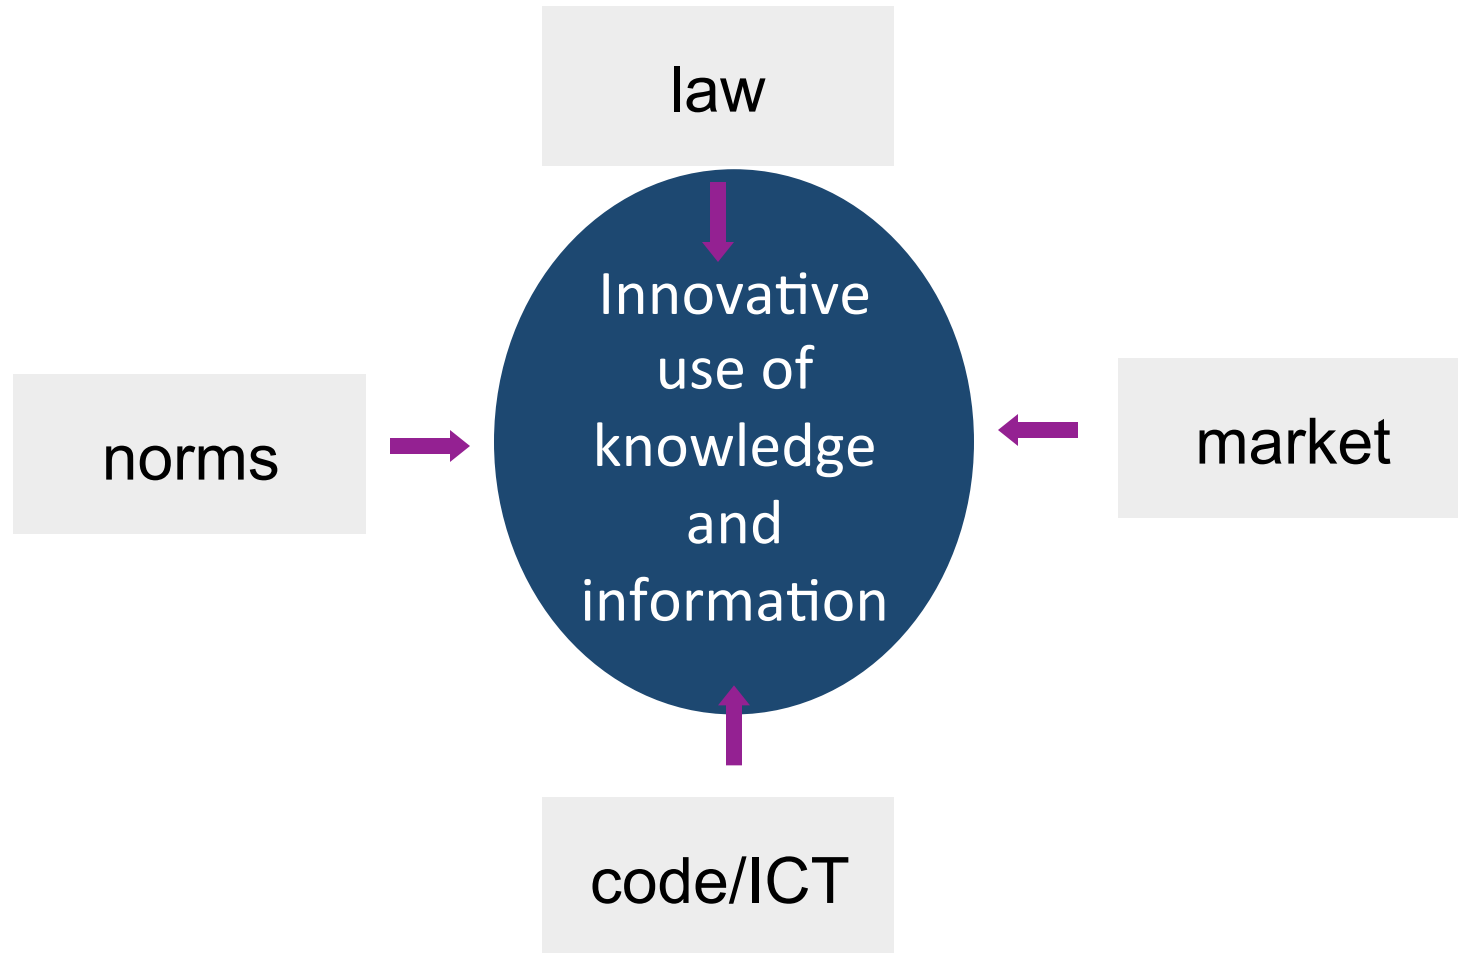 law
Innovative
use of
knowledge
and
information
norms
market
code/ICT